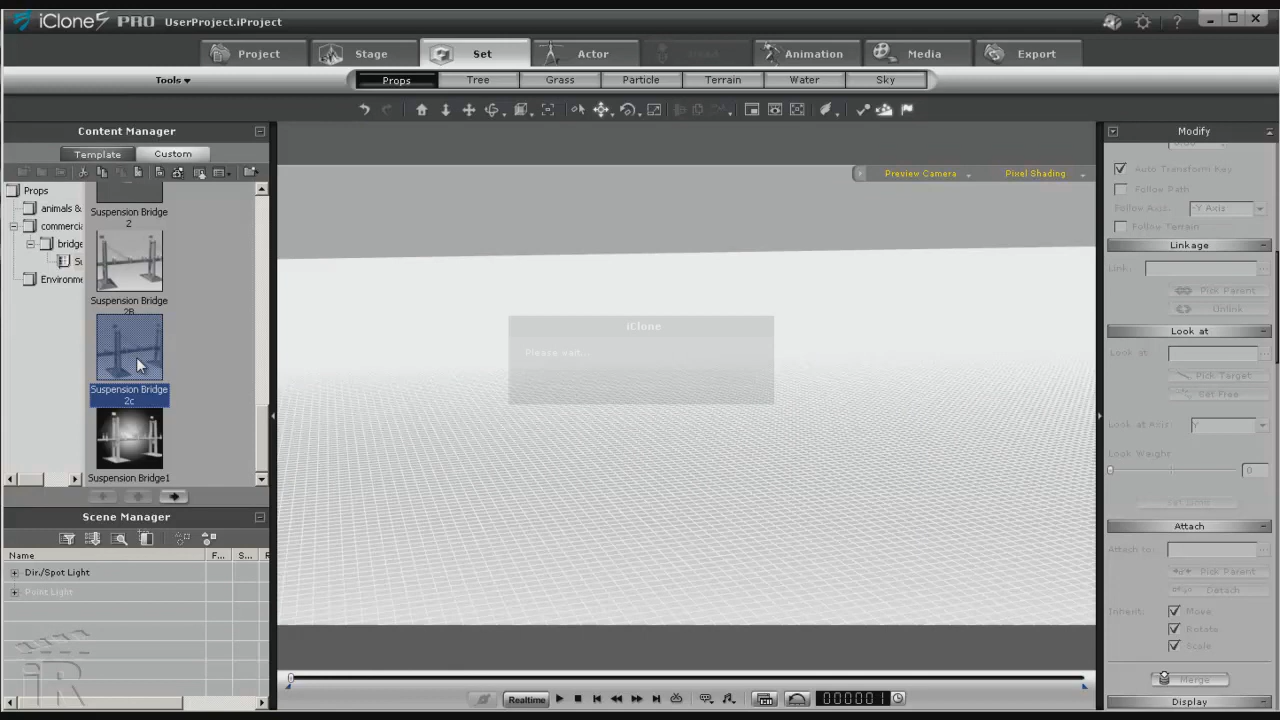 iClone5 PRO UserProject.iProject
Project Stage Set Actor Animation Media Export
Tools Props Tree Grass Particle Terrain Water Sky
Content Manager
Template Custom
Props
animals &
commercia
bridge
Su
Environme
Suspension Bridge
2
Suspension Bridge
2B
Suspension Bridge
2c
Suspension Bridge1
Preview Camera Pixel Shading
iClone
Please wait...
Modify
Auto Transform Key
Follow Path
Follow Axis: -Y Axis
Follow Terrain
Linkage
Link:
Pick Parent
Unlink
Look at
Look at:
Pick Target
Set Free
Look at Axis: Y
Look Weight
0
Attach
Attach to:
Pick Parent
Detach
Inherit: Move
Rotate
Scale
Merge
Display
Scene Manager
Name F... S... R
Dir./Spot Light
Point Light
iR
Realtime 000001